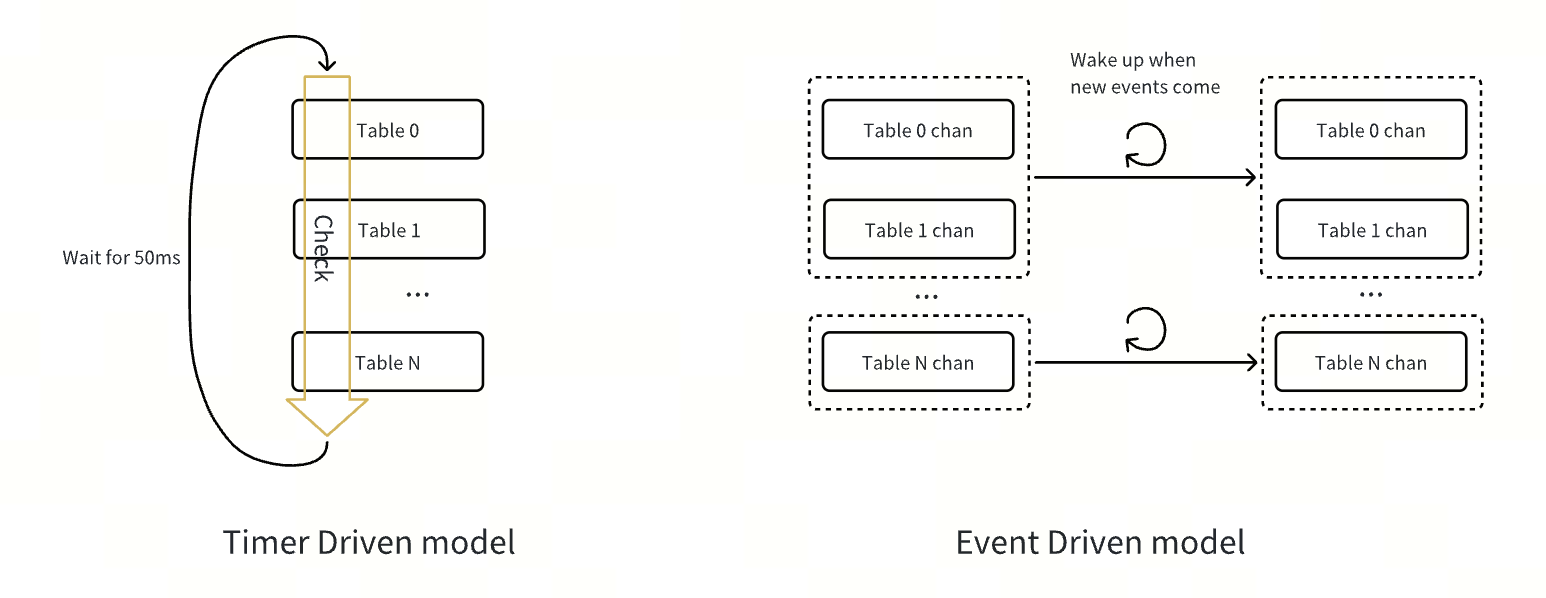 Wait for 50ms
Table 0
Table 1
Check
...
Table N
Timer Driven model
Wake up when
new events come
Table 0 chan
Table 1 chan
...
Table N chan
Table 0 chan
Table 1 chan
...
Table N chan
Event Driven model